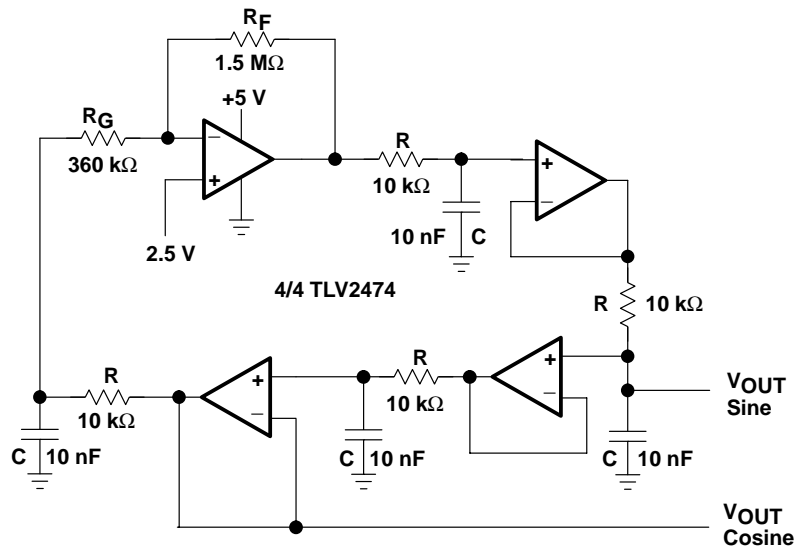 RF
1.5 MΩ
+5 V
RG
360 kΩ
−
+
2.5 V
R
10 kΩ
10 nF C
+
−
4/4 TLV2474
R 10 kΩ
+
−
R
10 kΩ
+
−
R
10 kΩ
C 10 nF
C 10 nF
C 10 nF
VOUT
Sine
VOUT
Cosine